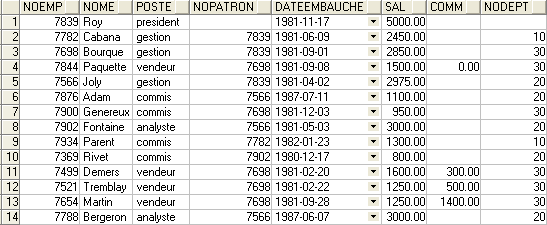 NOEMP NOME POSTE NOPATRON DATEEMBAUCHE SAL COMM NODEPT
1 7839 Roy president 1981-11-17 5000.00
2 7782 Cabana gestion 7839 1981-06-09 2450.00 10
3 7698 Bourque gestion 7839 1981-09-01 2850.00 30
4 7844 Paquette vendeur 7698 1981-09-08 1500.00 0.00 30
5 7566 Joly gestion 7839 1981-04-02 2975.00 20
6 7876 Adam commis 7566 1987-07-11 1100.00 20
7 7900 Genereux commis 7698 1981-12-03 950.00 30
8 7902 Fontaine analyste 7566 1981-05-03 3000.00 20
9 7934 Parent commis 7782 1982-01-23 1300.00 10
10 7369 Rivet commis 7902 1980-12-17 800.00 20
11 7499 Demers vendeur 7698 1981-02-20 1600.00 300.00 30
12 7521 Tremblay vendeur 7698 1981-02-22 1250.00 500.00 30
13 7654 Martin vendeur 7698 1981-09-28 1250.00 1400.00 30
14 7788 Bergeron analyste 7566 1987-06-07 3000.00 20